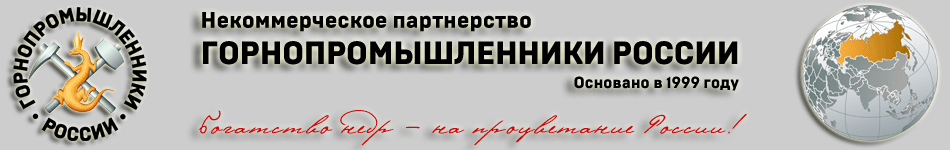 ГОРНОПРОМЫШЛЕННИКИ
• РОССИИ •
Некоммерческое партнерство
ГОРНОПРОМЫШЛЕННИКИ РОССИИ
Основано в 1999 году
Богатство недр – на процветание России!